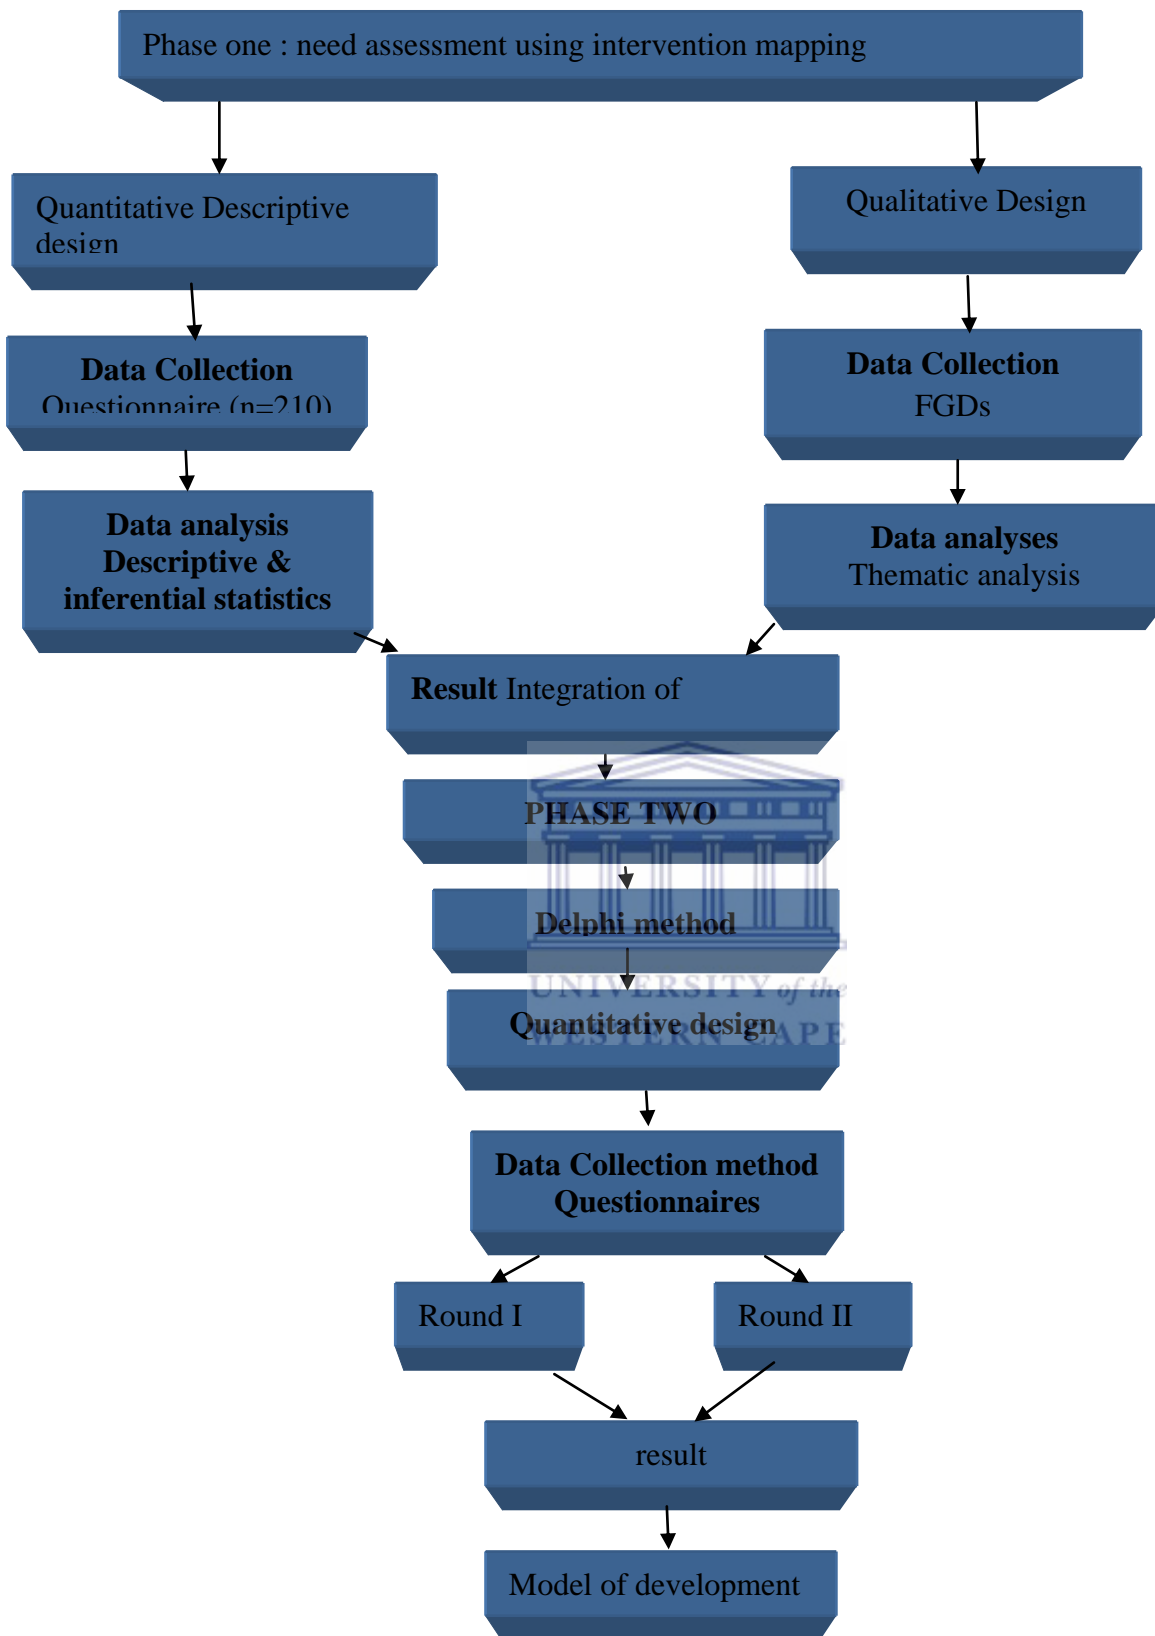 Phase one : need assessment using intervention mapping
Quantitative Descriptive
design
Qualitative Design
Data Collection
Questionnaire (n=210)
Data Collection
FGDs
Data analysis
Descriptive &
inferential statistics
Data analyses
Thematic analysis
Result Integration of
PHASE TWO
Delphi method
UNIVERSITY of the
Quantitative design
WESTERN CAPE
Data Collection method
Questionnaires
Round I
Round II
result
Model of development